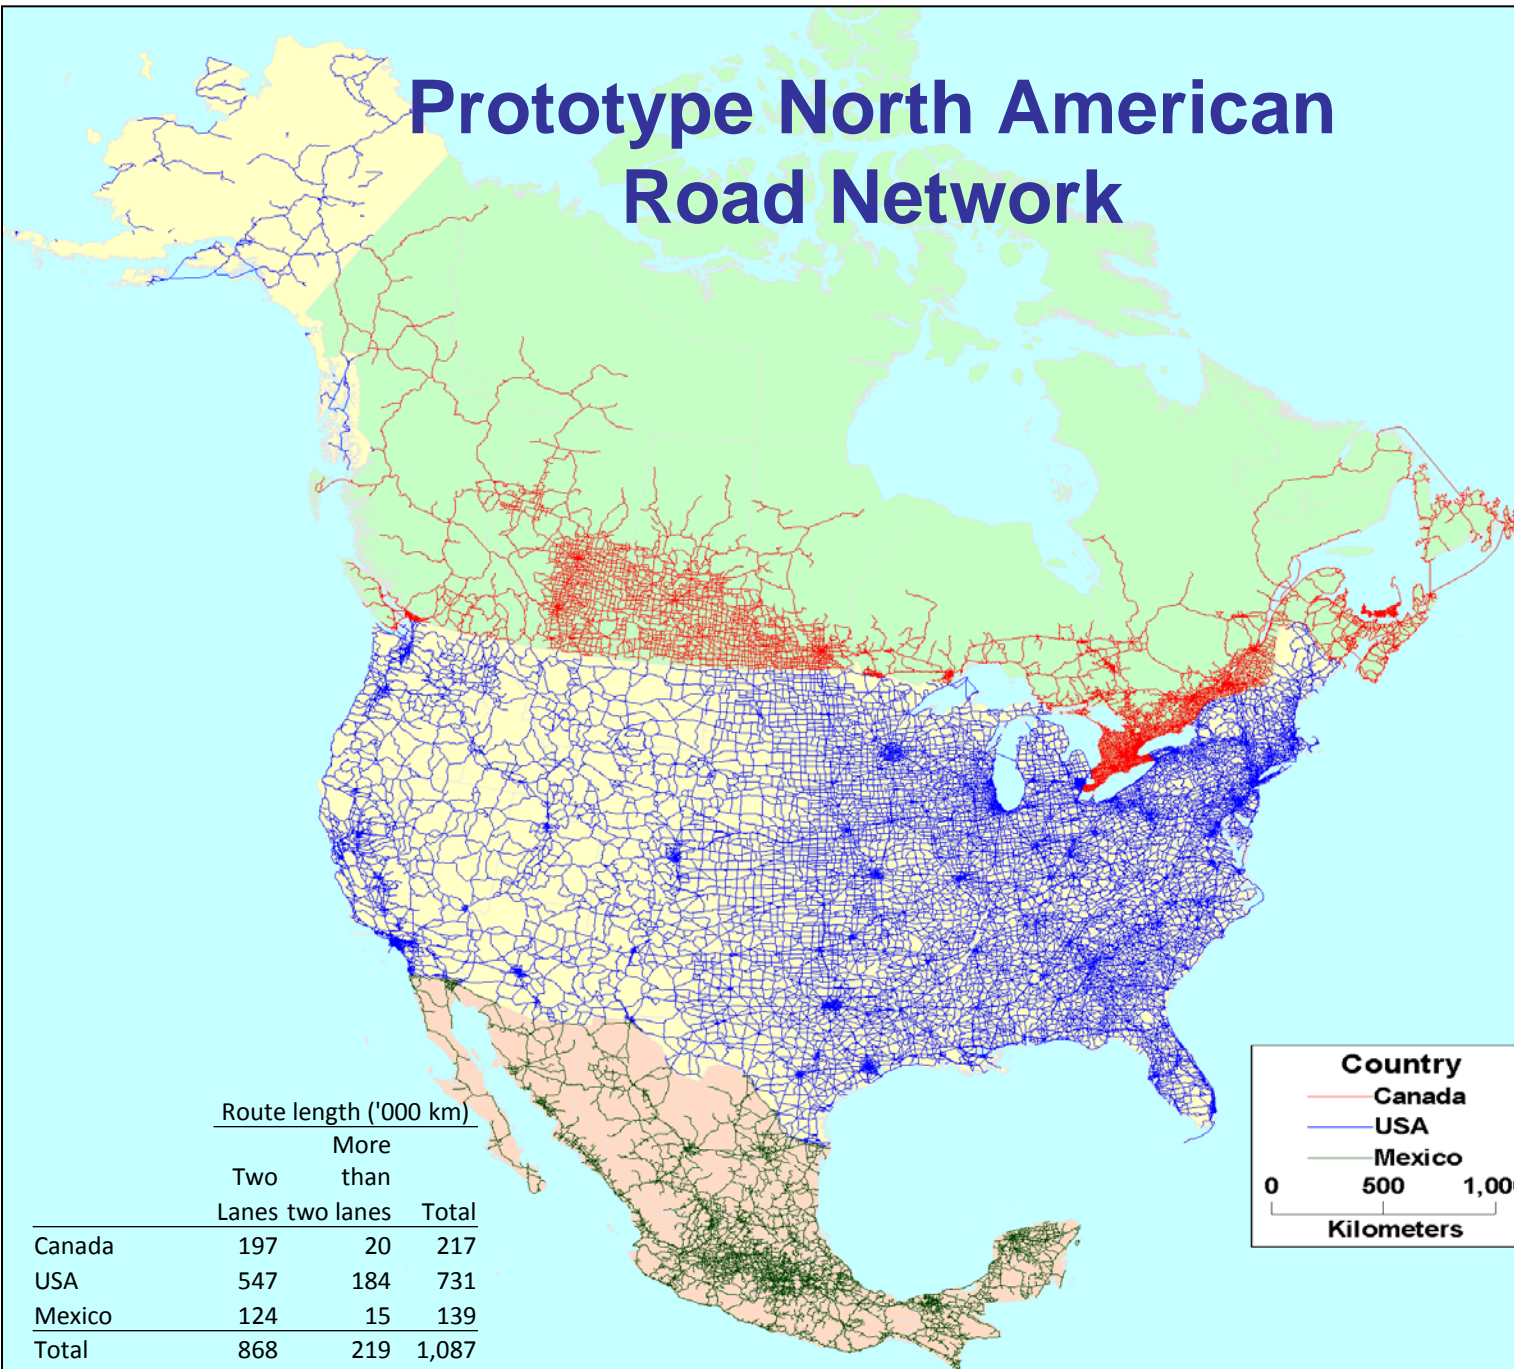 Prototype North American
Road Network
Country
Canada
USA
Mexico
0 500 1,00
Kilometers
Route length ('000 km)
More
Two than
Lanes two lanes Total
Canada 197 20 217
USA 547 184 731
Mexico 124 15 139
Total 868 219 1,087